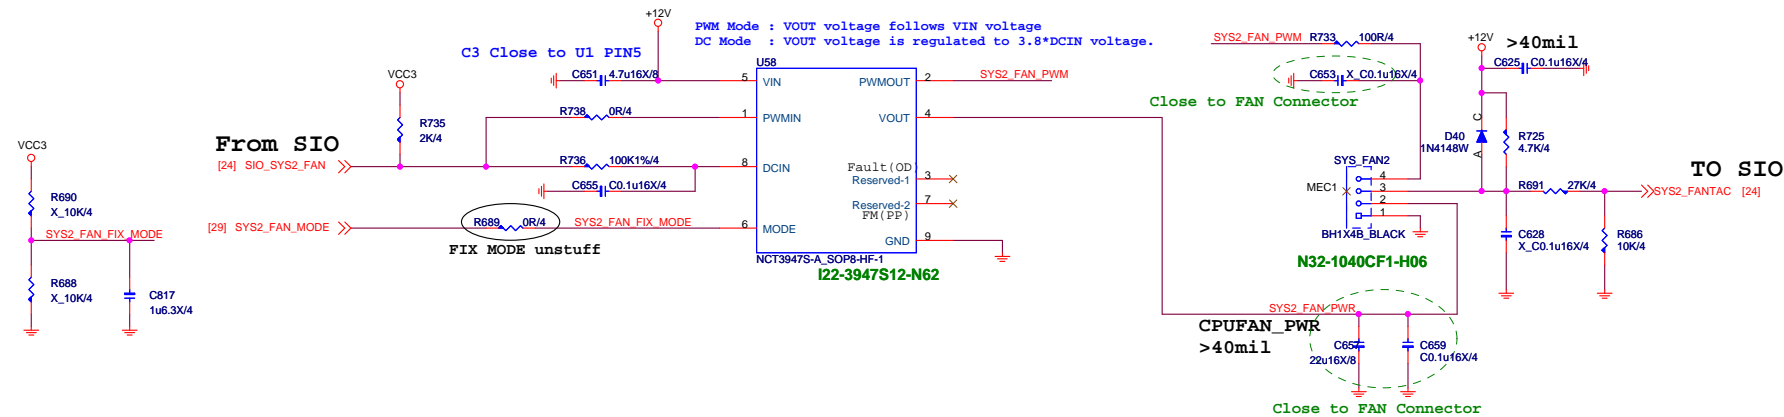 +12V
PWM Mode : VOUT voltage follows VIN voltage
DC Mode : VOUT voltage is regulated to 3.8*DCIN voltage.
C3 Close to U1 PIN5
VCC3
C651 4.7u16X/8
U58
5 VIN
PWMOUT 2
SYS2_FAN_PWM
R738 0R/4
1 PWMIN
VOUT 4
R735
2K/4
From SIO
[24] SIO_SYS2_FAN
R736 100K1%/4
8 DCIN
Fault(OD)
Reserved-1 3
C655 C0.1u16X/4
Reserved-2 7
FM(PP)
[29] SYS2_FAN_MODE
R689 0R/4
SYS2_FAN_FIX_MODE
6 MODE
GND 9
FIX MODE unstuff
NCT3947S-A_SOP8-HF-1
I22-3947S12-N62
VCC3
R690
X_10K/4
SYS2_FAN_FIX_MODE
R688
X_10K/4
C817
1u6.3X/4
SYS2_FAN_PWM
R733 100R/4
C653 X_C0.1u16X/4
Close to FAN Connector
+12V
>40mil
C625 C0.1u16X/4
C
D40
1N4148W
A
R725
4.7K/4
SYS_FAN2
MEC1
4
3
2
1
BH1X4B_BLACK
N32-1040CF1-H06
R691 27K/4
TO SIO
SYS2_FANTAC [24]
C628
X_C0.1u16X/4
R686
10K/4
SYS2_FAN_PWR
CPUFAN_PWR
>40mil
C657
22u16X/8
C659
C0.1u16X/4
Close to FAN Connector